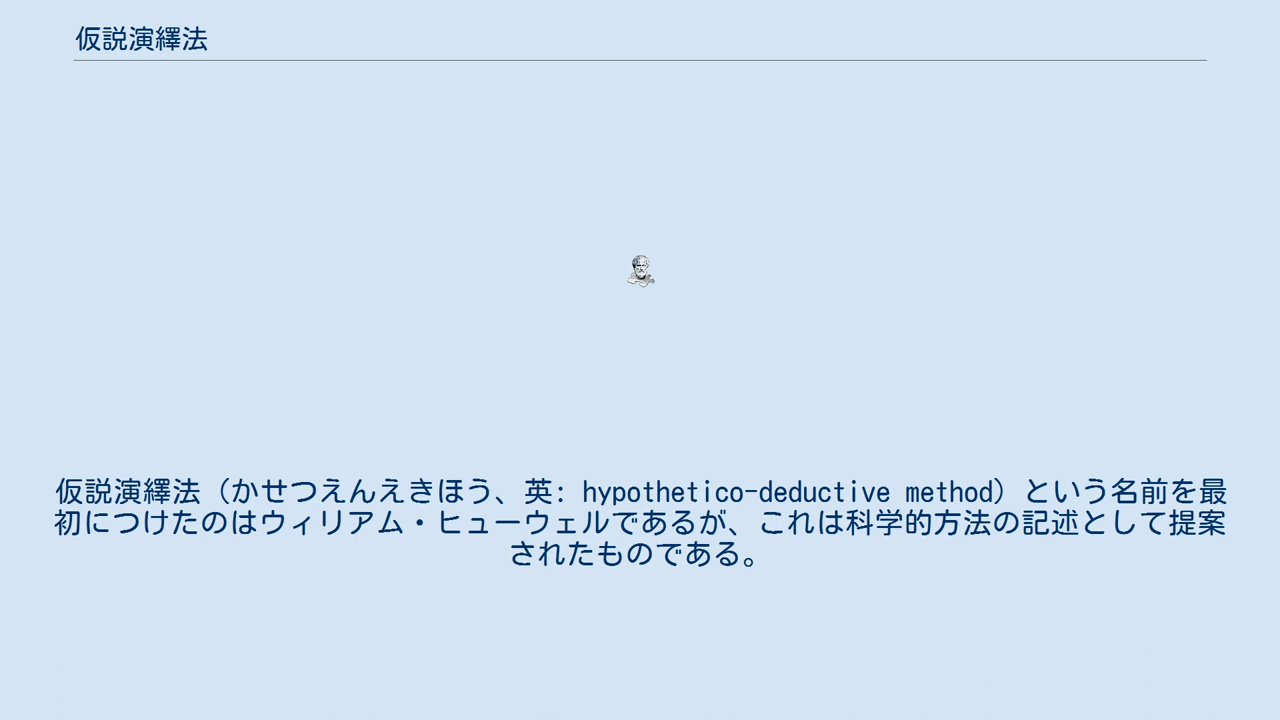 仮説演繹法
仮説演繹法（かせつえんえきほう、英: hypothetico-deductive method）という名前を最
初につけたのはウィリアム・ヒューウェルであるが、これは科学的方法の記述として提案
されたものである。